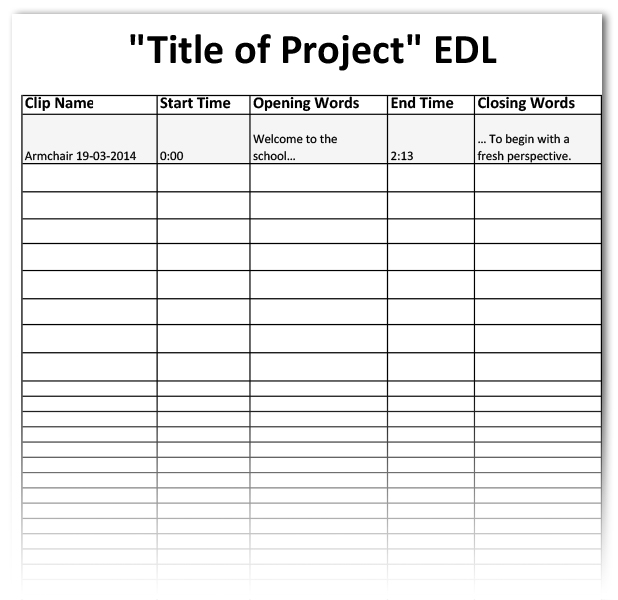 "Title of Project" EDL
Clip Name Start Time Opening Words End Time Closing Words
Armchair 19-03-2014 0:00 Welcome to the school... 2:13 ... To begin with a fresh perspective.